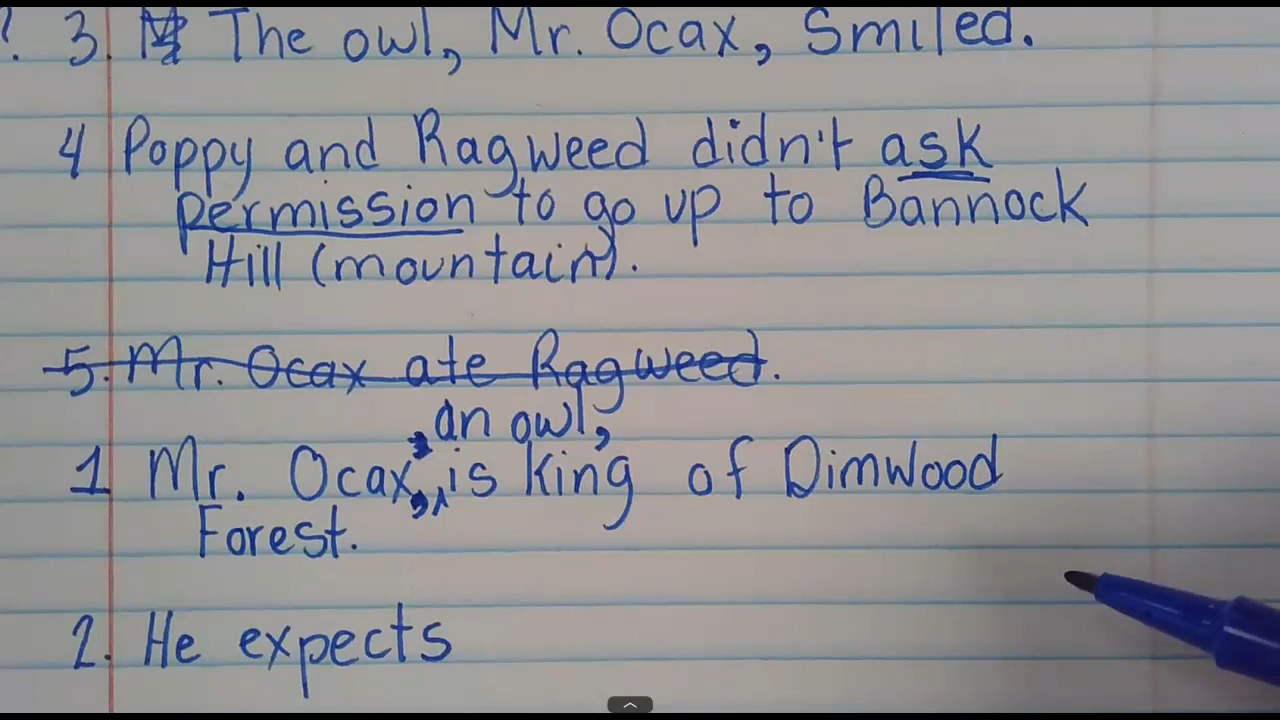 ? 3. The owl, Mr. Ocax, Smiled.
4 Poppy and Ragweed didn't ask
permission to go up to Bannock
Hill (mountain).
5. Mr. Ocax ate Ragweed.
, an owl,
1 Mr. Ocax, ^ is king of Dimwood
Forest.
2. He expects